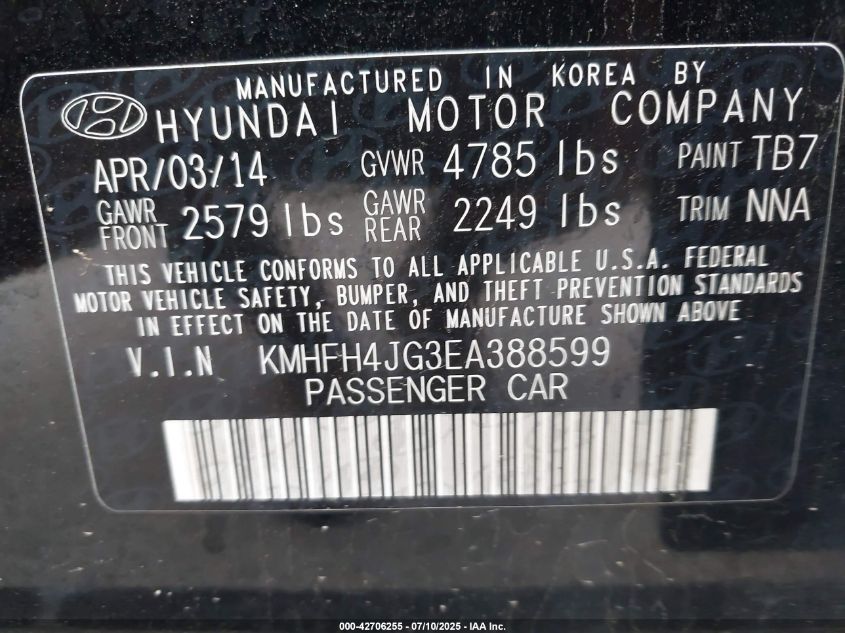 MANUFACTURED IN KOREA BY
HYUNDAI MOTOR COMPANY
APR/03/14 GVWR 4785 lbs PAINT TB7
GAWR FRONT 2579 lbs GAWR REAR 2249 lbs TRIM NNA
THIS VEHICLE CONFORMS TO ALL APPLICABLE U.S.A. FEDERAL
MOTOR VEHICLE SAFETY, BUMPER, AND THEFT PREVENTION STANDARDS
IN EFFECT ON THE DATE OF MANUFACTURE SHOWN ABOVE
V.I.N KMHFH4JG3EA388599
PASSENGER CAR
000-42706255 - 07/10/2025 - IAA Inc.